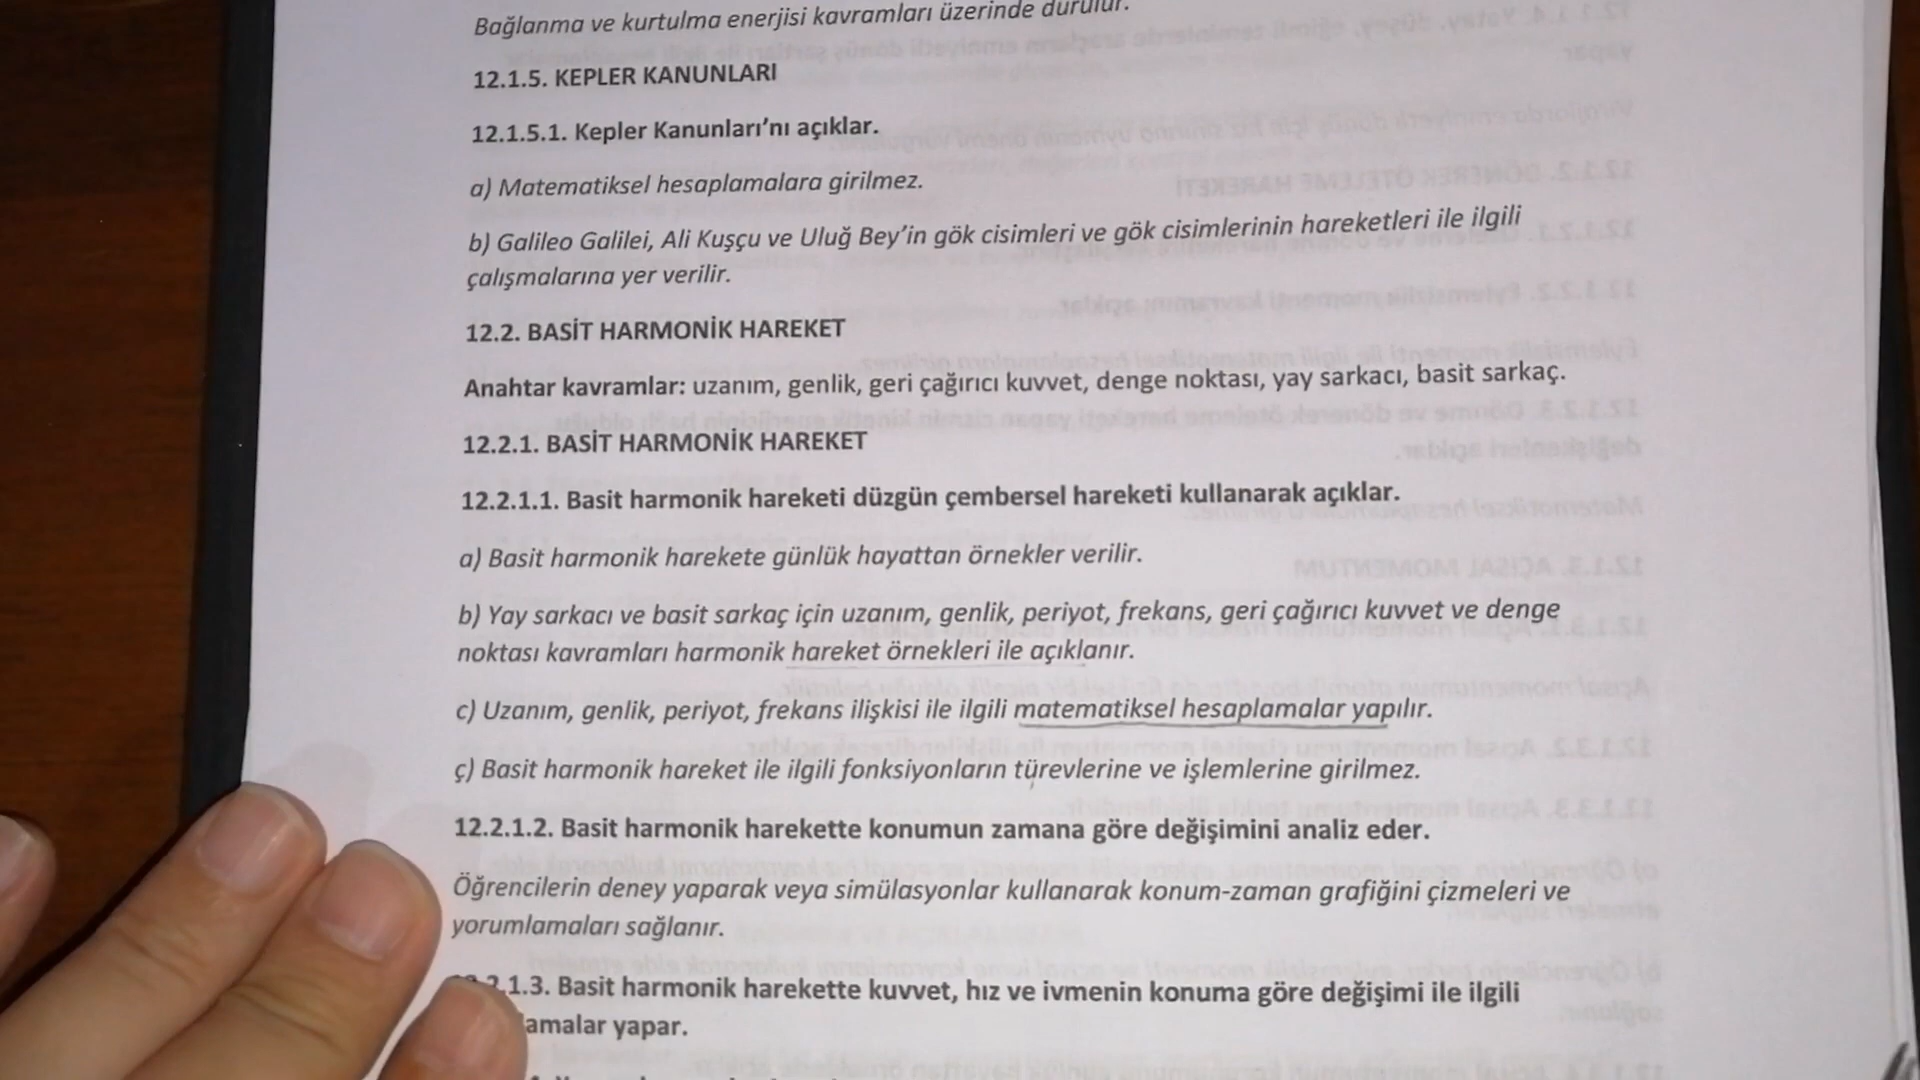 Bağlanma ve kurtulma enerjisi kavramları üzerinde durulur.
12.1.5. KEPLER KANUNLARI
12.1.5.1. Kepler Kanunları’nı açıklar.
a) Matematiksel hesaplamalara girilmez.
b) Galileo Galilei, Ali Kuşçu ve Uluğ Bey’in gök cisimleri ve gök cisimlerinin hareketleri ile ilgili
çalışmalarına yer verilir.
12.2. BASİT HARMONİK HAREKET
Anahtar kavramlar: uzanım, genlik, geri çağırıcı kuvvet, denge noktası, yay sarkacı, basit sarkaç.
12.2.1. BASİT HARMONİK HAREKET
12.2.1.1. Basit harmonik hareketi düzgün çembersel hareketi kullanarak açıklar.
a) Basit harmonik harekete günlük hayattan örnekler verilir.
b) Yay sarkacı ve basit sarkaç için uzanım, genlik, periyot, frekans, geri çağırıcı kuvvet ve denge
noktası kavramları harmonik hareket örnekleri ile açıklanır.
c) Uzanım, genlik, periyot, frekans ilişkisi ile ilgili matematiksel hesaplamalar yapılır.
ç) Basit harmonik hareket ile ilgili fonksiyonların türevlerine ve işlemlerine girilmez.
12.2.1.2. Basit harmonik harekette konumun zamana göre değişimini analiz eder.
Öğrencilerin deney yaparak veya simülasyonlar kullanarak konum-zaman grafiğini çizmeleri ve
yorumlamaları sağlanır.
2.1.3. Basit harmonik harekette kuvvet, hız ve ivmenin konuma göre değişimi ile ilgili
amalar yapar.